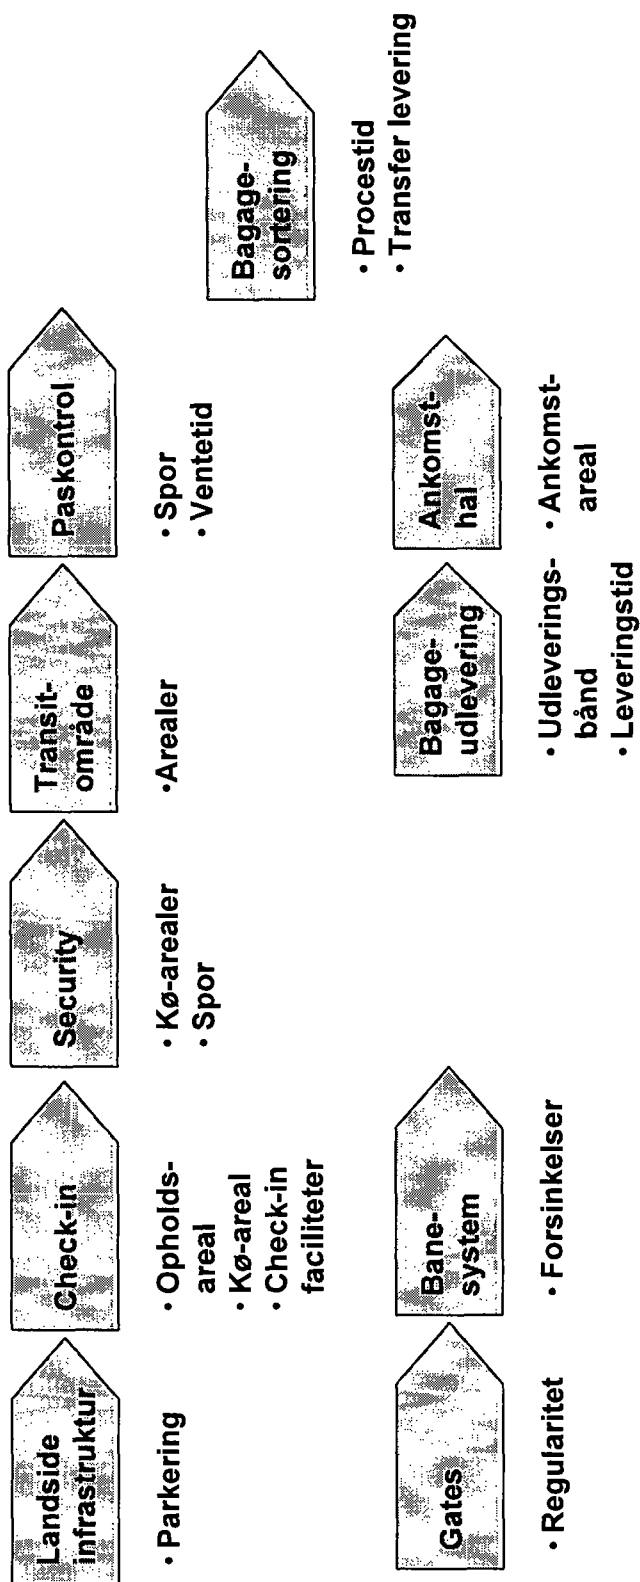 Landside
infrastruktur
• Parkering
Check-in
• Opholds-
areal
• Kø-areal
• Check-in
faciliteter
Security
• Kø-arealer
• Spor
Transit-
område
•Arealer
Paskontrol
• Spor
• Ventetid
Bagage-
sortering
• Procestid
• Transfer levering
Gates
• Regularitet
Bane-
system
• Forsinkelser
Bagage-
udlevering
• Udleverings-
bånd
• Leveringstid
Ankomst-
hal
• Ankomst-
areal